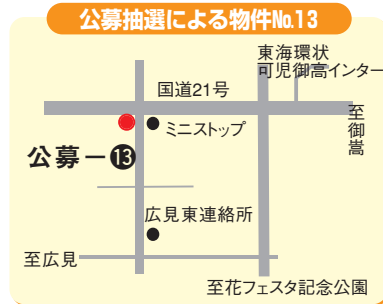 公募抽選による物件No.13
東海環状
可児御高インター
国道21号
至御嵩
ミニストップ
公募ー⓭
広見東連絡所
至広見
至花フェスタ記念公園